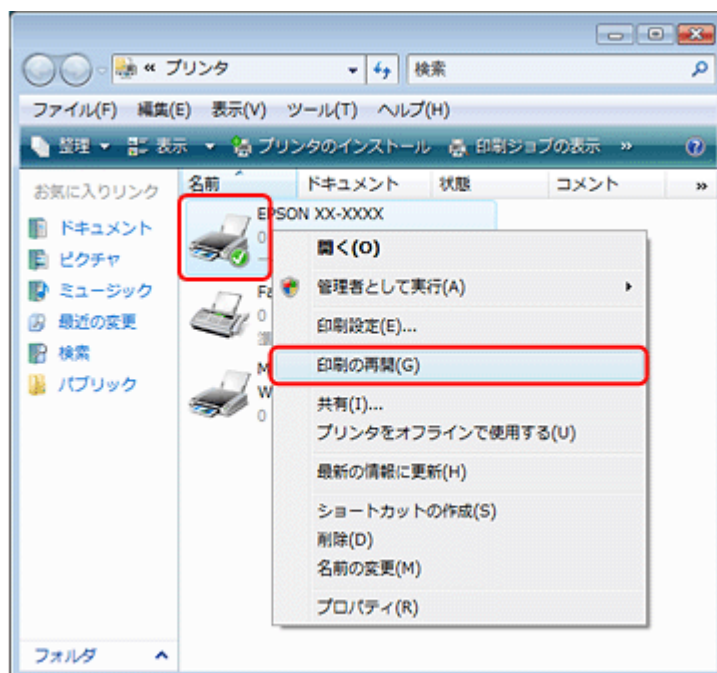 « プリンタ
検索
ファイル(F) 編集(E) 表示(V) ツール(T) ヘルプ(H)
整理 表示 プリンタのインストール 印刷ジョブの表示 »
お気に入りリンク
ドキュメント
ピクチャ
ミュージック
最近の変更
検索
パブリック
フォルダ
名前 ドキュメント 状態 コメント »
EPSON XX-XXXX
0
Fa
0
準
M
W
0
開く(O)
管理者として実行(A)
印刷設定(E)...
印刷の再開(G)
共有(I)...
プリンタをオフラインで使用する(U)
最新の情報に更新(H)
ショートカットの作成(S)
削除(D)
名前の変更(M)
プロパティ(R)